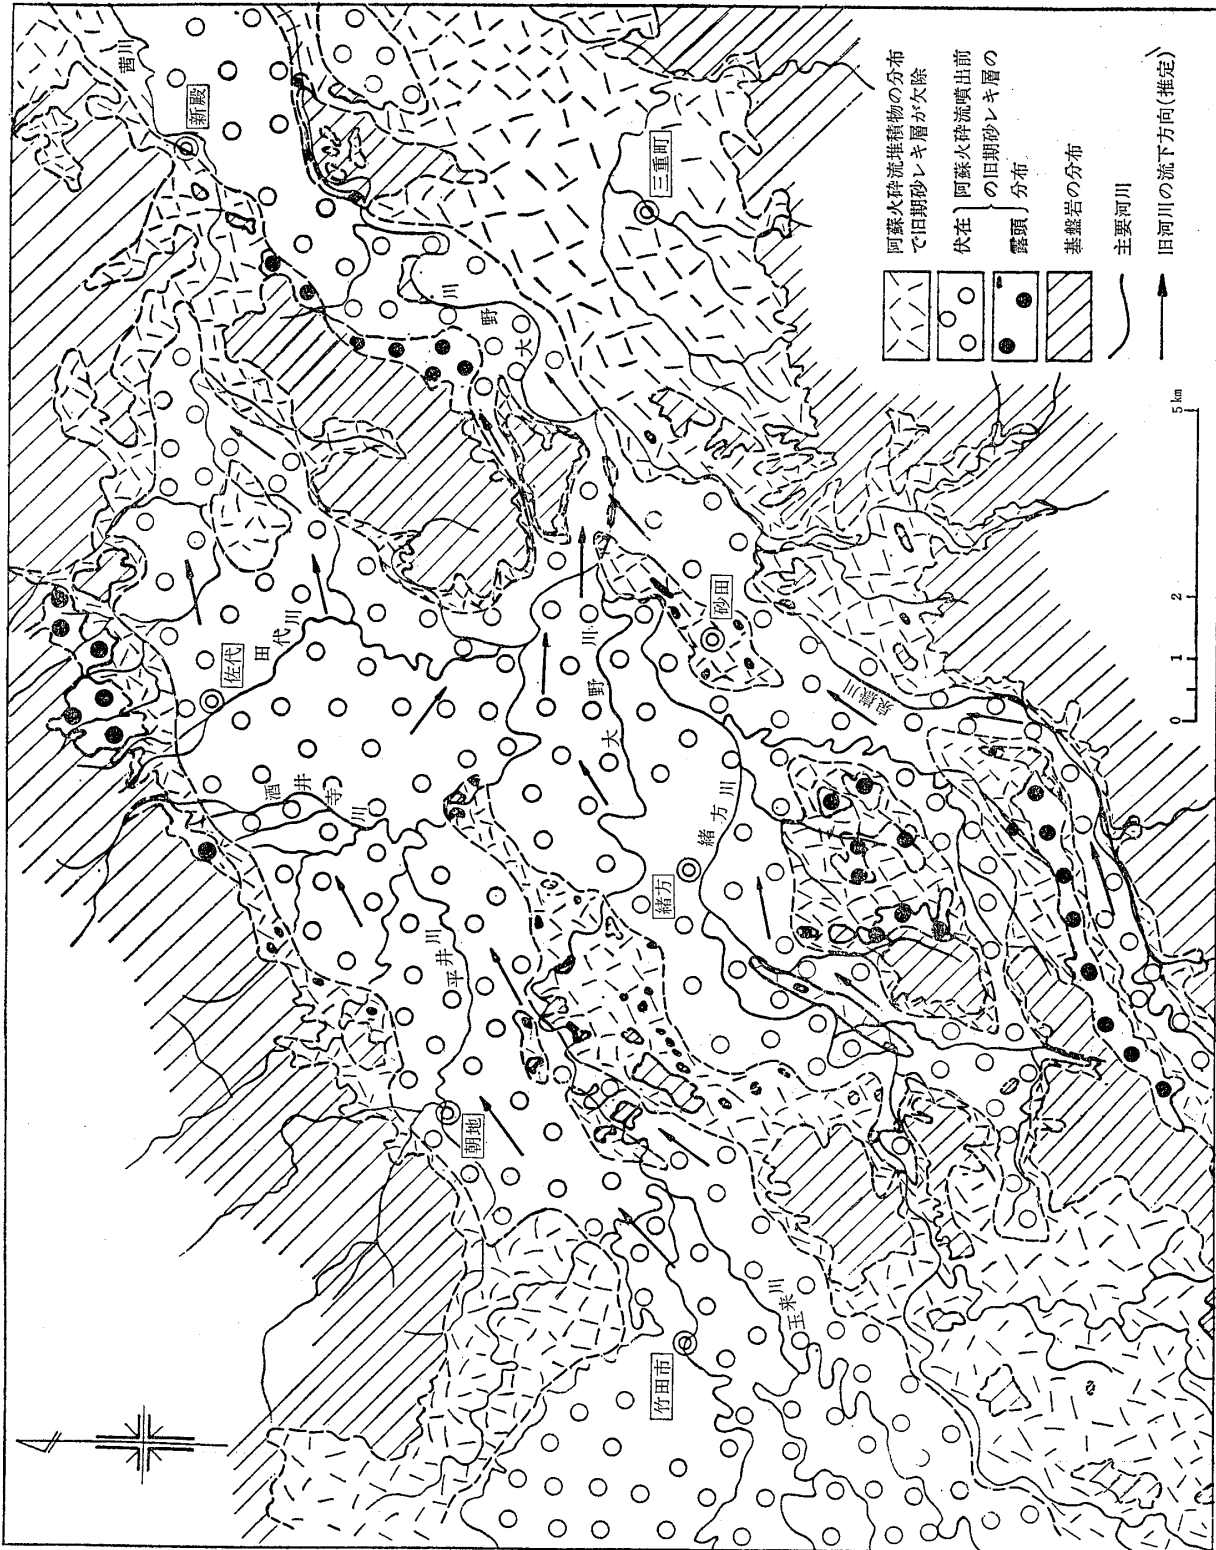 茜川
新殿
佐代
田代川
酒井寺川
平井川
朝地
大野川
大野川
三重町
砂田
緒方川
緒方
玉来川
竹田市
阿蘇火砕流堆積物の分布
で旧期砂レキ層が欠除
伏在
露頭
阿蘇火砕流噴出前
の旧期砂レキ層の
分布
基盤岩の分布
主要河川
旧河川の流下方向(推定)
0 1 2 5km